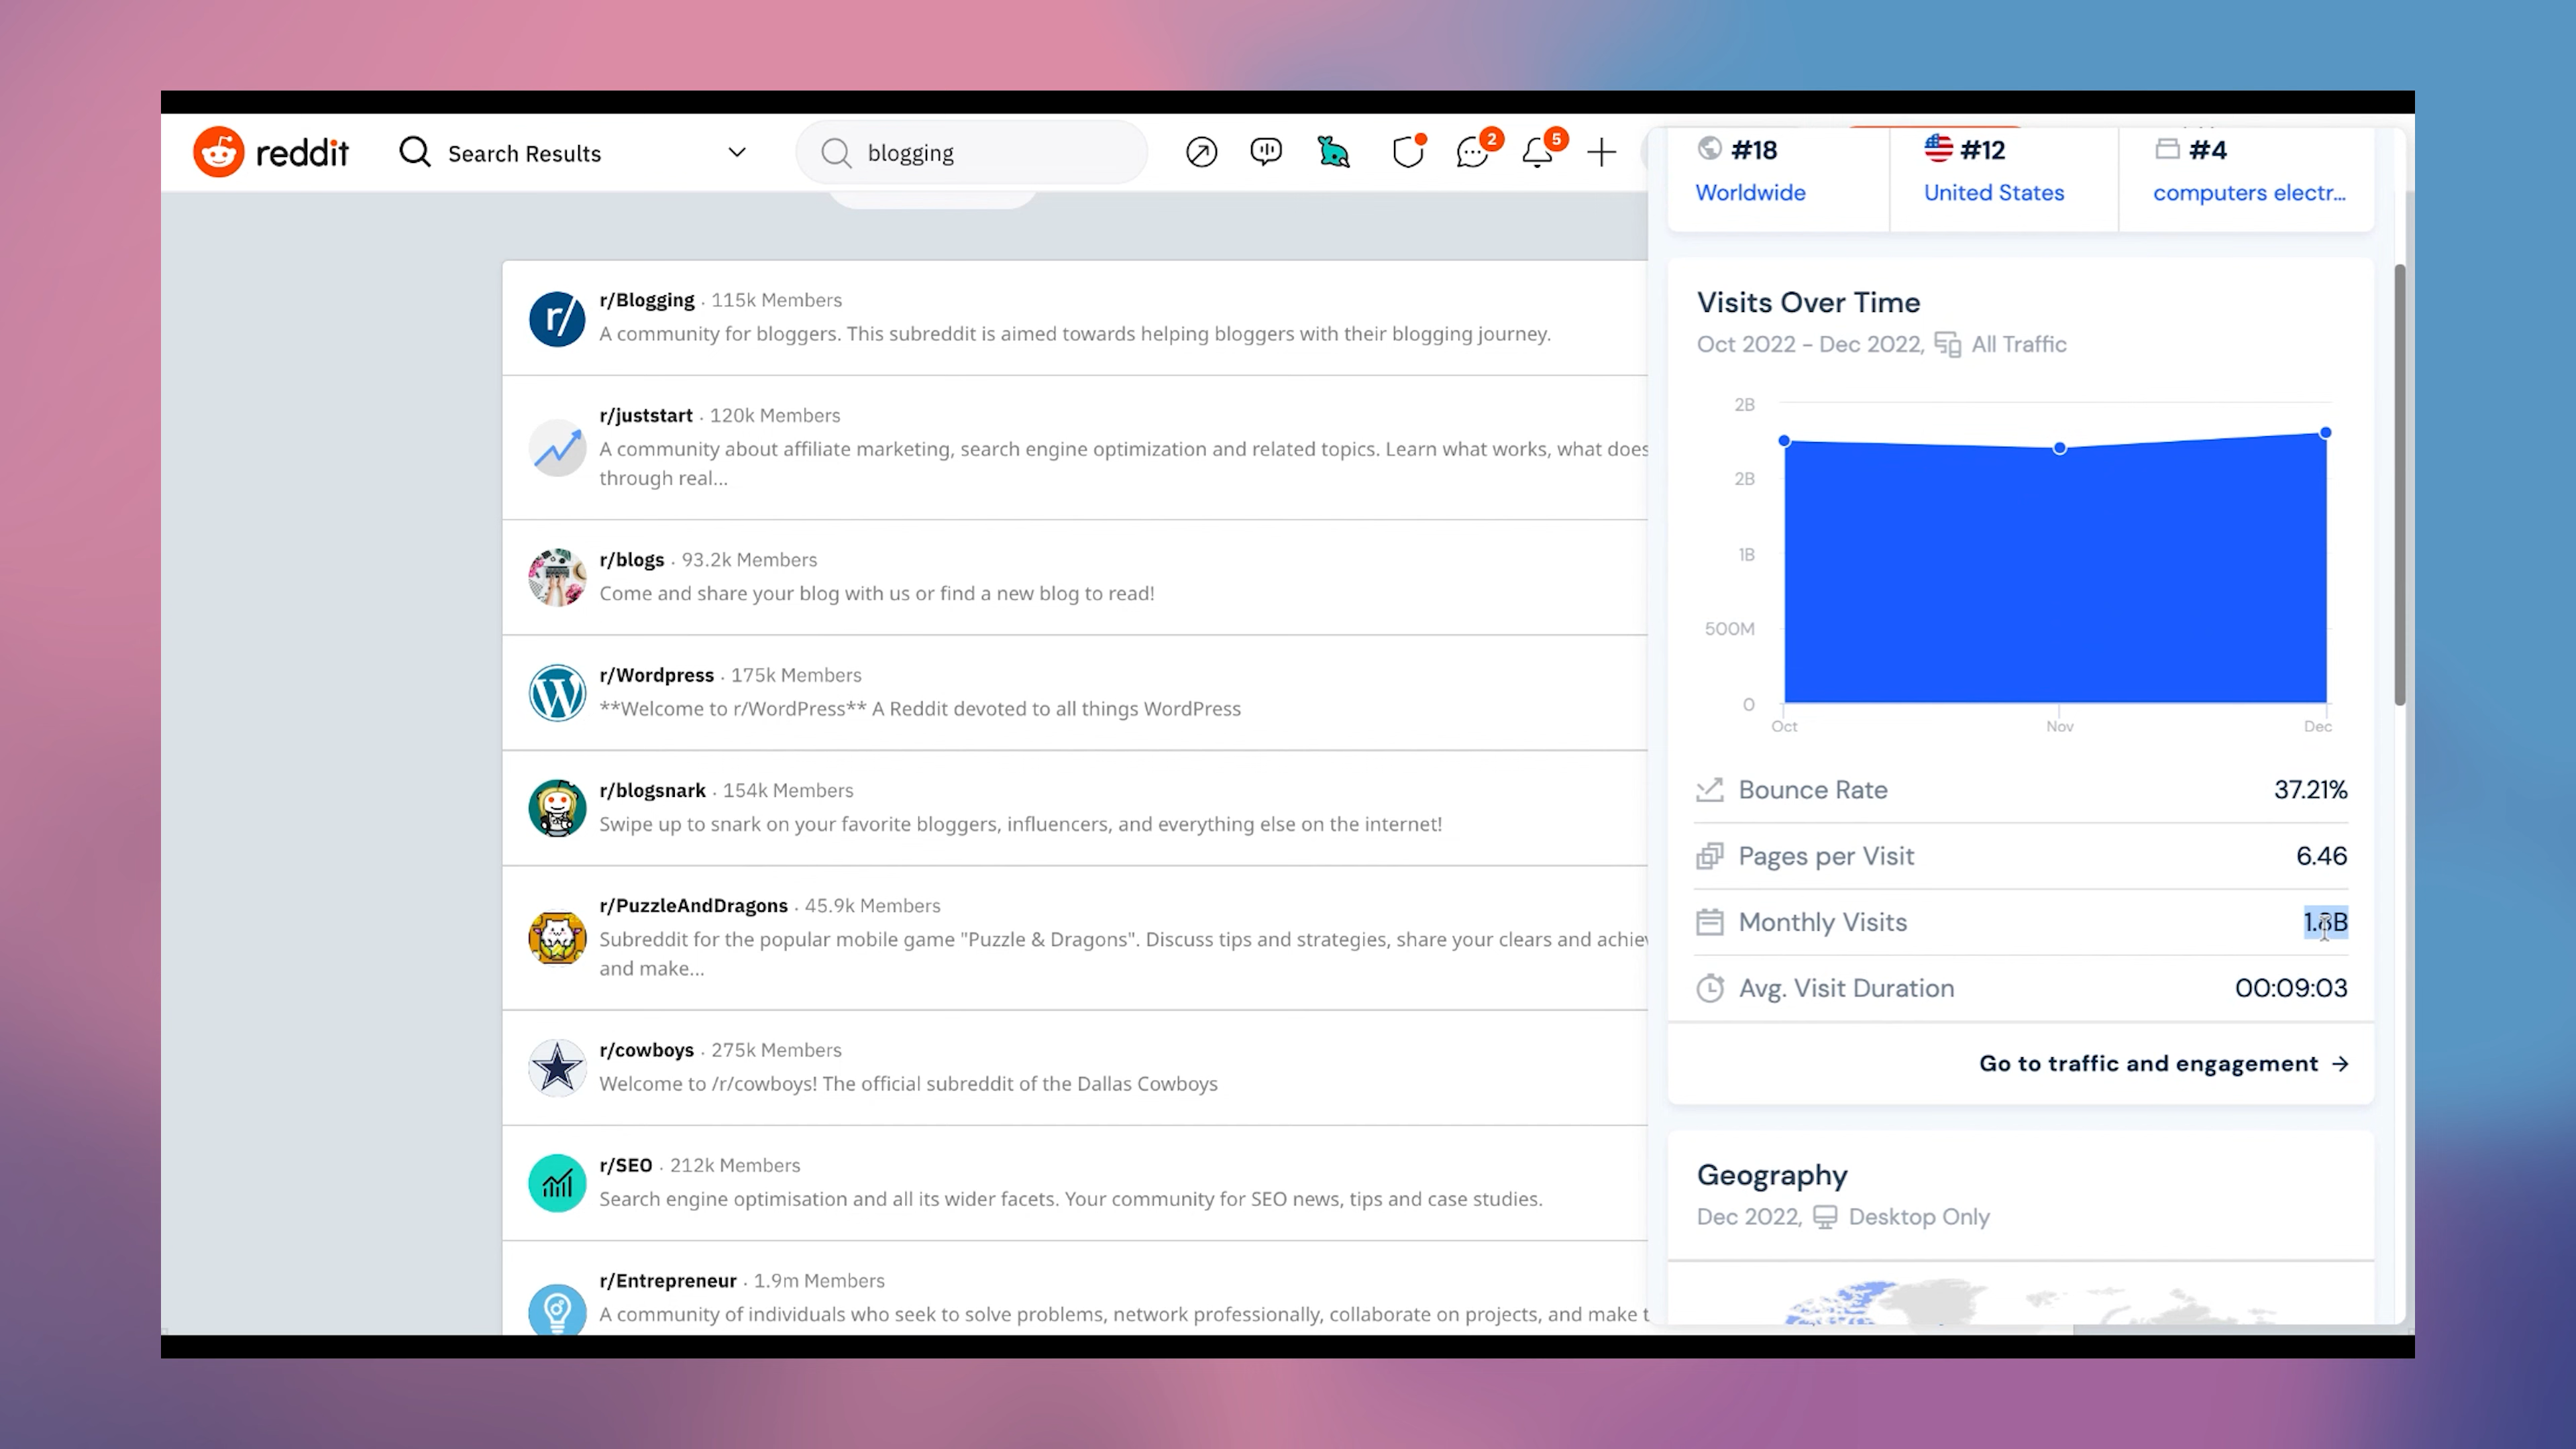 reddit
Search Results
blogging
2
5
r/Blogging · 115k Members
A community for bloggers. This subreddit is aimed towards helping bloggers with their blogging journey.
r/juststart · 120k Members
A community about affiliate marketing, search engine optimization and related topics. Learn what works, what does
through real...
r/blogs · 93.2k Members
Come and share your blog with us or find a new blog to read!
r/Wordpress · 175k Members
**Welcome to r/WordPress** A Reddit devoted to all things WordPress
r/blogsnark · 154k Members
Swipe up to snark on your favorite bloggers, influencers, and everything else on the internet!
r/PuzzleAndDragons · 45.9k Members
Subreddit for the popular mobile game "Puzzle & Dragons". Discuss tips and strategies, share your clears and
and make...
r/cowboys · 275k Members
Welcome to /r/cowboys! The official subreddit of the Dallas Cowboys
r/SEO · 212k Members
Search engine optimisation and all its wider facets. Your community for SEO news, tips and case studies.
r/Entrepreneur · 1.9m Members
A community of individuals who seek to solve problems, network professionally, collaborate on projects, and make
r/
#18
Worldwide
#12
United States
#4
computers electr...
Visits Over Time
Oct 2022 - Dec 2022, All Traffic
2B
2B
1B
500M
0
Oct Nov Dec
Bounce Rate 37.21%
Pages per Visit 6.46
Monthly Visits 1.8B
Avg. Visit Duration 00:09:03
Go to traffic and engagement →
Geography
Dec 2022, Desktop Only